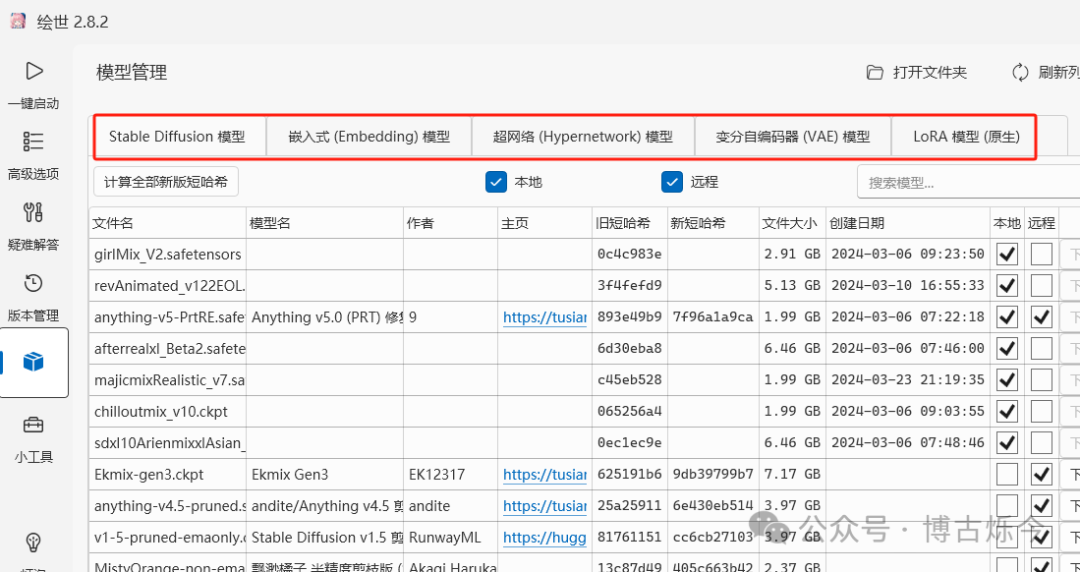 绘世 2.8.2
一键启动
高级选项
疑难解答
版本管理
小工具
模型管理
打开文件夹
刷新列
Stable Diffusion 模型 嵌入式 (Embedding) 模型 超网络 (Hypernetwork) 模型 变分自编码器 (VAE) 模型 LoRA 模型 (原生)
计算全部新版短哈希 本地 远程 搜索模型...
文件名 模型名 作者 主页 旧短哈希 新短哈希 文件大小 创建日期 本地 远程
girlMix_V2.safetensors 0c4c983e 2.91 GB 2024-03-06 09:23:50 下
revAnimated_v122EOL. 3f4fefd9 5.13 GB 2024-03-10 16:55:33 下
anything-v5-PrtRE.safe Anything v5.0 (PRT) 修 9 https://tusiar 893e49b9 7f96a1a9ca 1.99 GB 2024-03-06 07:22:18 下
afterrealxl_Beta2.safete 6d30eba8 6.46 GB 2024-03-06 07:46:00 下
majicmixRealistic_v7.sa c45eb528 1.99 GB 2024-03-23 21:19:35 下
chilloutmix_v10.ckpt 065256a4 1.99 GB 2024-03-06 09:03:55 下
sdxl10ArienmixxlAsian_ 0ec1ec9e 6.46 GB 2024-03-06 07:48:46 下
Ekmix-gen3.ckpt Ekmix Gen3 EK12317 https://tusiar 625191b6 9db39799b7 7.17 GB 下
anything-v4.5-pruned.s andite/Anything v4.5 剪 andite https://tusiar 25a25911 6e430eb514 3.97 GB 下
v1-5-pruned-emaonly.c Stable Diffusion v1.5 剪 RunwayML https://hugg 81761151 cc6cb27103 3.97 GB 下
MistyOrange-non-ema 飘渺橘子 半精度剪枝版 ( Akagi Haruka 13c87d49 405c663b42 2.37 GB
公众号 · 博古烁今